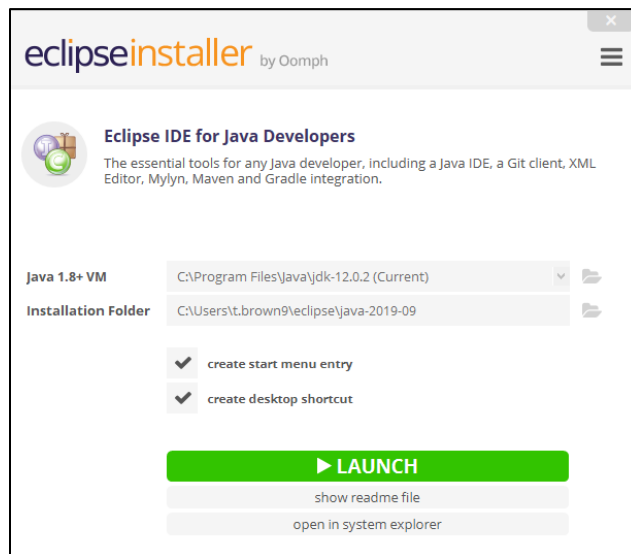 eclipseinstaller by Oomph
Eclipse IDE for Java Developers
The essential tools for any Java developer, including a Java IDE, a Git client, XML
Editor, Mylyn, Maven and Gradle integration.
Java 1.8+ VM C:\Program Files\Java\jdk-12.0.2 (Current)
Installation Folder C:\Users\t.brown9\eclipse\java-2019-09
create start menu entry
create desktop shortcut
LAUNCH
show readme file
open in system explorer